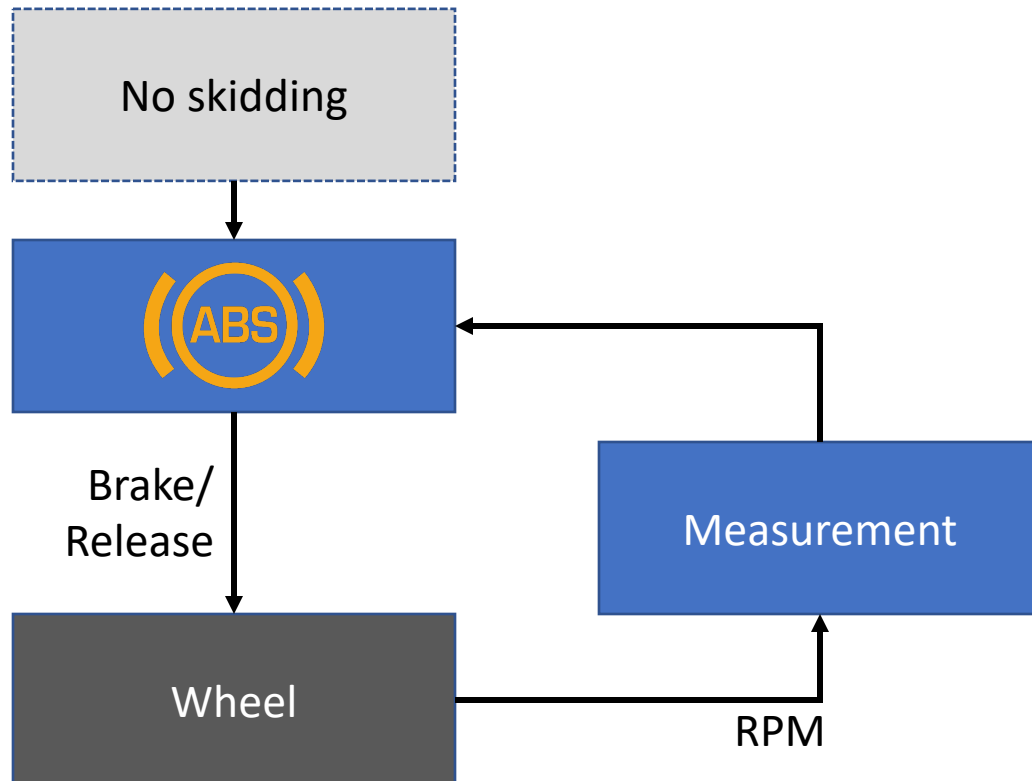 No skidding
ABS
Brake/
Release
Measurement
Wheel
RPM